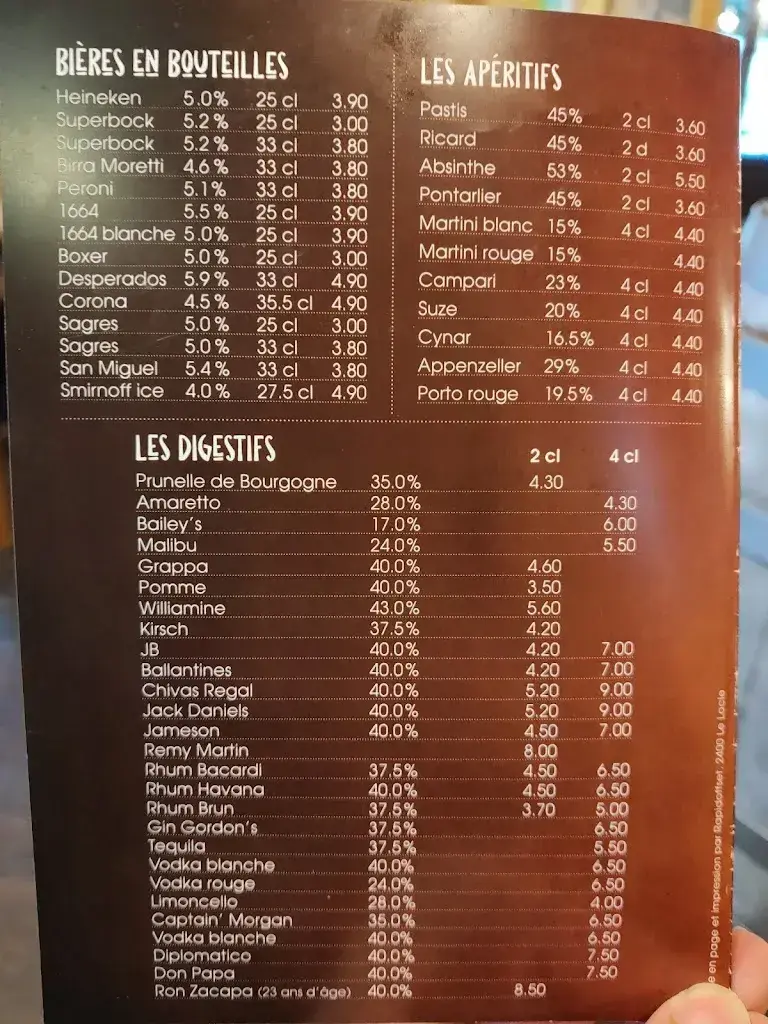 BIÈRES EN BOUTEILLES
Heineken 5.0% 25 cl 3.90
Superbock 5.2% 25 cl 3.00
Superbock 5.2% 33 cl 3.80
Birra Moretti 4.6% 33 cl 3.80
Peroni 5.1% 33 cl 3.80
1664 5.5% 25 cl 3.90
1664 blanche 5.0% 25 cl 3.90
Boxer 5.0% 25 cl 3.00
Desperados 5.9% 33 cl 4.90
Corona 4.5% 35.5 cl 4.90
Sagres 5.0% 25 cl 3.00
Sagres 5.0% 33 cl 3.80
San Miguel 5.4% 33 cl 3.80
Smirnoff ice 4.0% 27.5 cl 4.90
LES APÉRITIFS
Pastis 45% 2 cl 3.60
Ricard 45% 2 d 3.60
Absinthe 53% 2 cl 5.50
Pontarlier 45% 2 cl 3.60
Martini blanc 15% 4 cl 4.40
Martini rouge 15% 4.40
Campari 23% 4 cl 4.40
Suze 20% 4 cl 4.40
Cynar 16.5% 4 cl 4.40
Appenzeller 29% 4 cl 4.40
Porto rouge 19.5% 4 cl 4.40
LES DIGESTIFS 2 cl 4 cl
Prunelle de Bourgogne 35.0% 4.30
Amaretto 28.0% 4.30
Bailey's 17.0% 6.00
Malibu 24.0% 5.50
Grappa 40.0% 4.60
Pomme 40.0% 3.50
Williamine 43.0% 5.60
Kirsch 37.5% 4.20
JB 40.0% 4.20 7.00
Ballantines 40.0% 4.20 7.00
Chivas Regal 40.0% 5.20 9.00
Jack Daniels 40.0% 5.20 9.00
Jameson 40.0% 4.50 7.00
Remy Martin 8.00
Rhum Bacardi 37.5% 4.50 6.50
Rhum Havana 40.0% 4.50 6.50
Rhum Brun 37.5% 3.70 5.00
Gin Gordon's 37.5% 6.50
Tequila 37.5% 5.50
Vodka blanche 40.0% 6.50
Vodka rouge 24.0% 6.50
Limoncello 28.0% 4.00
Captain' Morgan 35.0% 6.50
Vodka blanche 40.0% 6.50
Diplomatico 40.0% 7.50
Don Papa 40.0% 7.50
Ron Zacapa (23 ans d'âge) 40.0% 8.50
e en page et impression par Rapidoffset, 2400 Le Locle